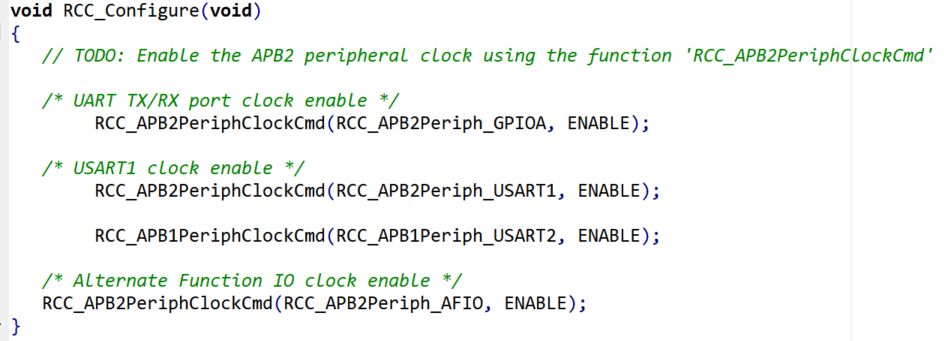 void RCC_Configure(void)
{
// TODO: Enable the APB2 peripheral clock using the function 'RCC_APB2PeriphClockCmd'
/* UART TX/RX port clock enable */
RCC_APB2PeriphClockCmd(RCC_APB2Periph_GPIOA, ENABLE);
/* USART1 clock enable */
RCC_APB2PeriphClockCmd(RCC_APB2Periph_USART1, ENABLE);
RCC_APB1PeriphClockCmd(RCC_APB1Periph_USART2, ENABLE);
/* Alternate Function IO clock enable */
RCC_APB2PeriphClockCmd(RCC_APB2Periph_AFIO, ENABLE);
}